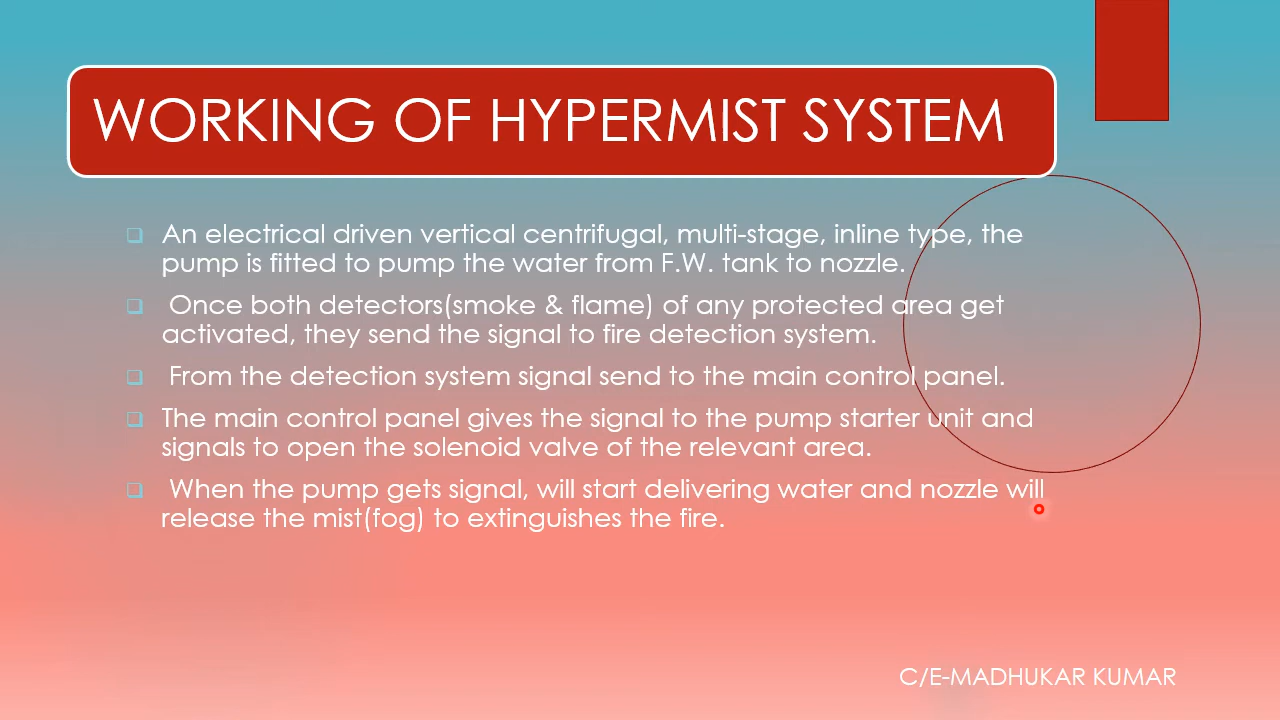 WORKING OF HYPERMIST SYSTEM
An electrical driven vertical centrifugal, multi-stage, inline type, the
pump is fitted to pump the water from F.W. tank to nozzle.
Once both detectors(smoke & flame) of any protected area get
activated, they send the signal to fire detection system.
From the detection system signal send to the main control panel.
The main control panel gives the signal to the pump starter unit and
signals to open the solenoid valve of the relevant area.
When the pump gets signal, will start delivering water and nozzle will
release the mist(fog) to extinguishes the fire.
C/E-MADHUKAR KUMAR